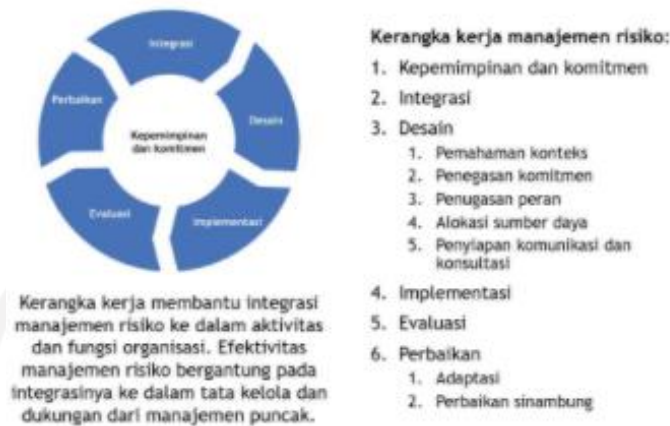 Integrasi
Perbaikan
Desain
Kepemimpinan
dan komitmen
Evaluasi
Implementasi
Kerangka kerja membantu integrasi
manajemen risiko ke dalam aktivitas
dan fungsi organisasi. Efektivitas
manajemen risiko bergantung pada
integrasinya ke dalam tata kelola dan
dukungan dari manajemen puncak.
Kerangka kerja manajemen risiko:
1. Kepemimpinan dan komitmen
2. Integrasi
3. Desain
1. Pemahaman konteks
2. Penegasan komitmen
3. Penugasan peran
4. Alokasi sumber daya
5. Penyiapan komunikasi dan
konsultasi
4. Implementasi
5. Evaluasi
6. Perbaikan
1. Adaptasi
2. Perbaikan sinambung